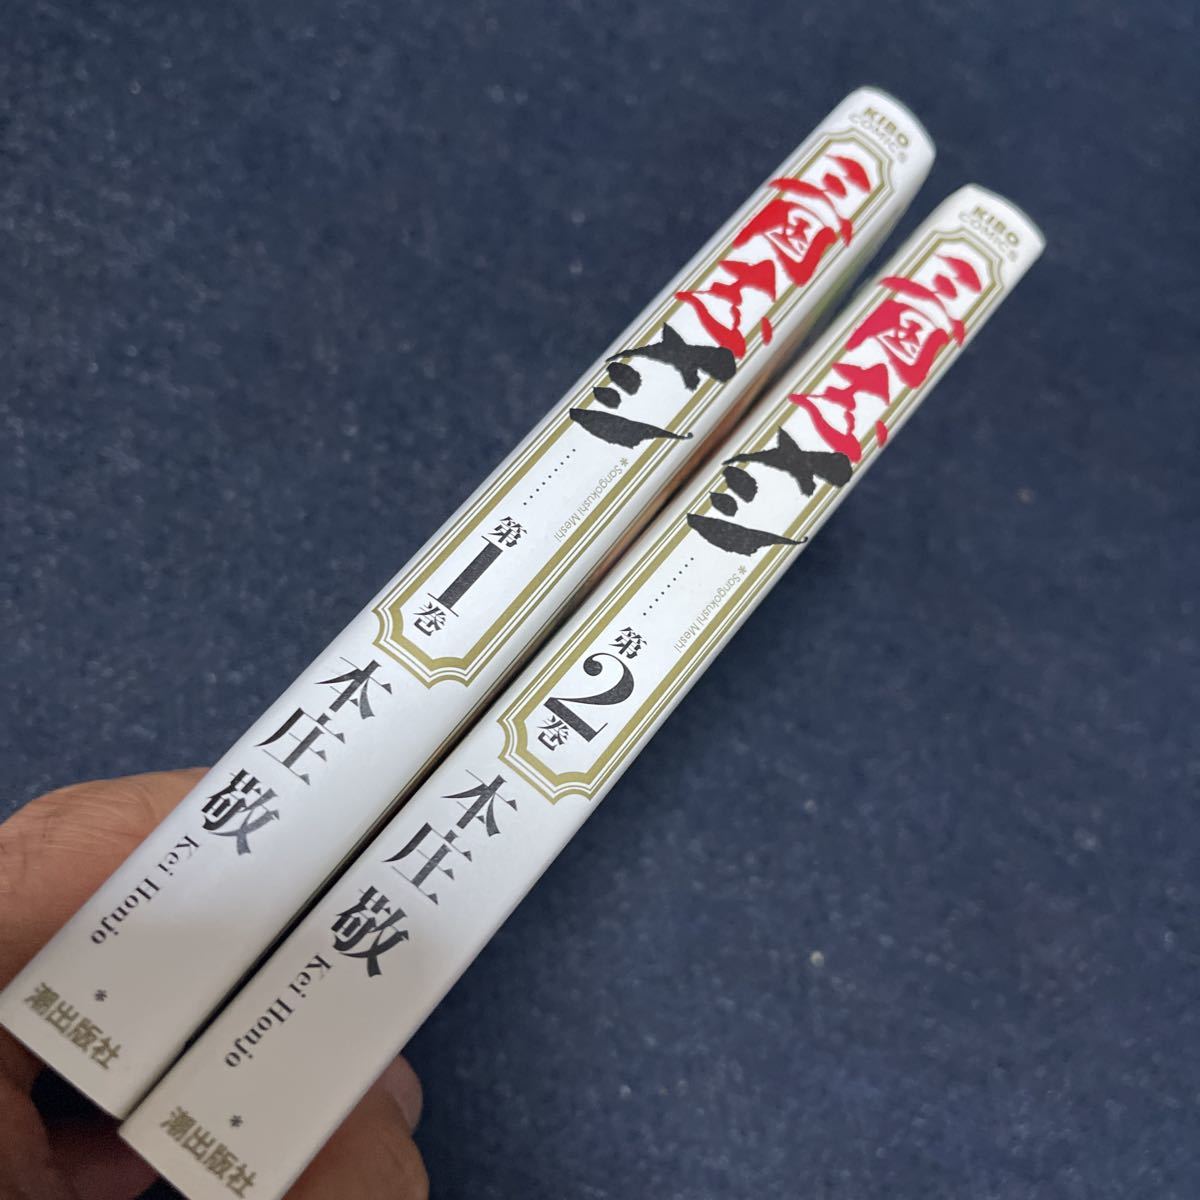 KIBO
COMICS
三国志メシ
*Sangokushi Meshi
第1巻
本庄敬
Kei Honjo
*
潮出版社
KIBO
COMICS
三国志メシ
*Sangokushi Meshi
第2巻
本庄敬
Kei Honjo
*
潮出版社